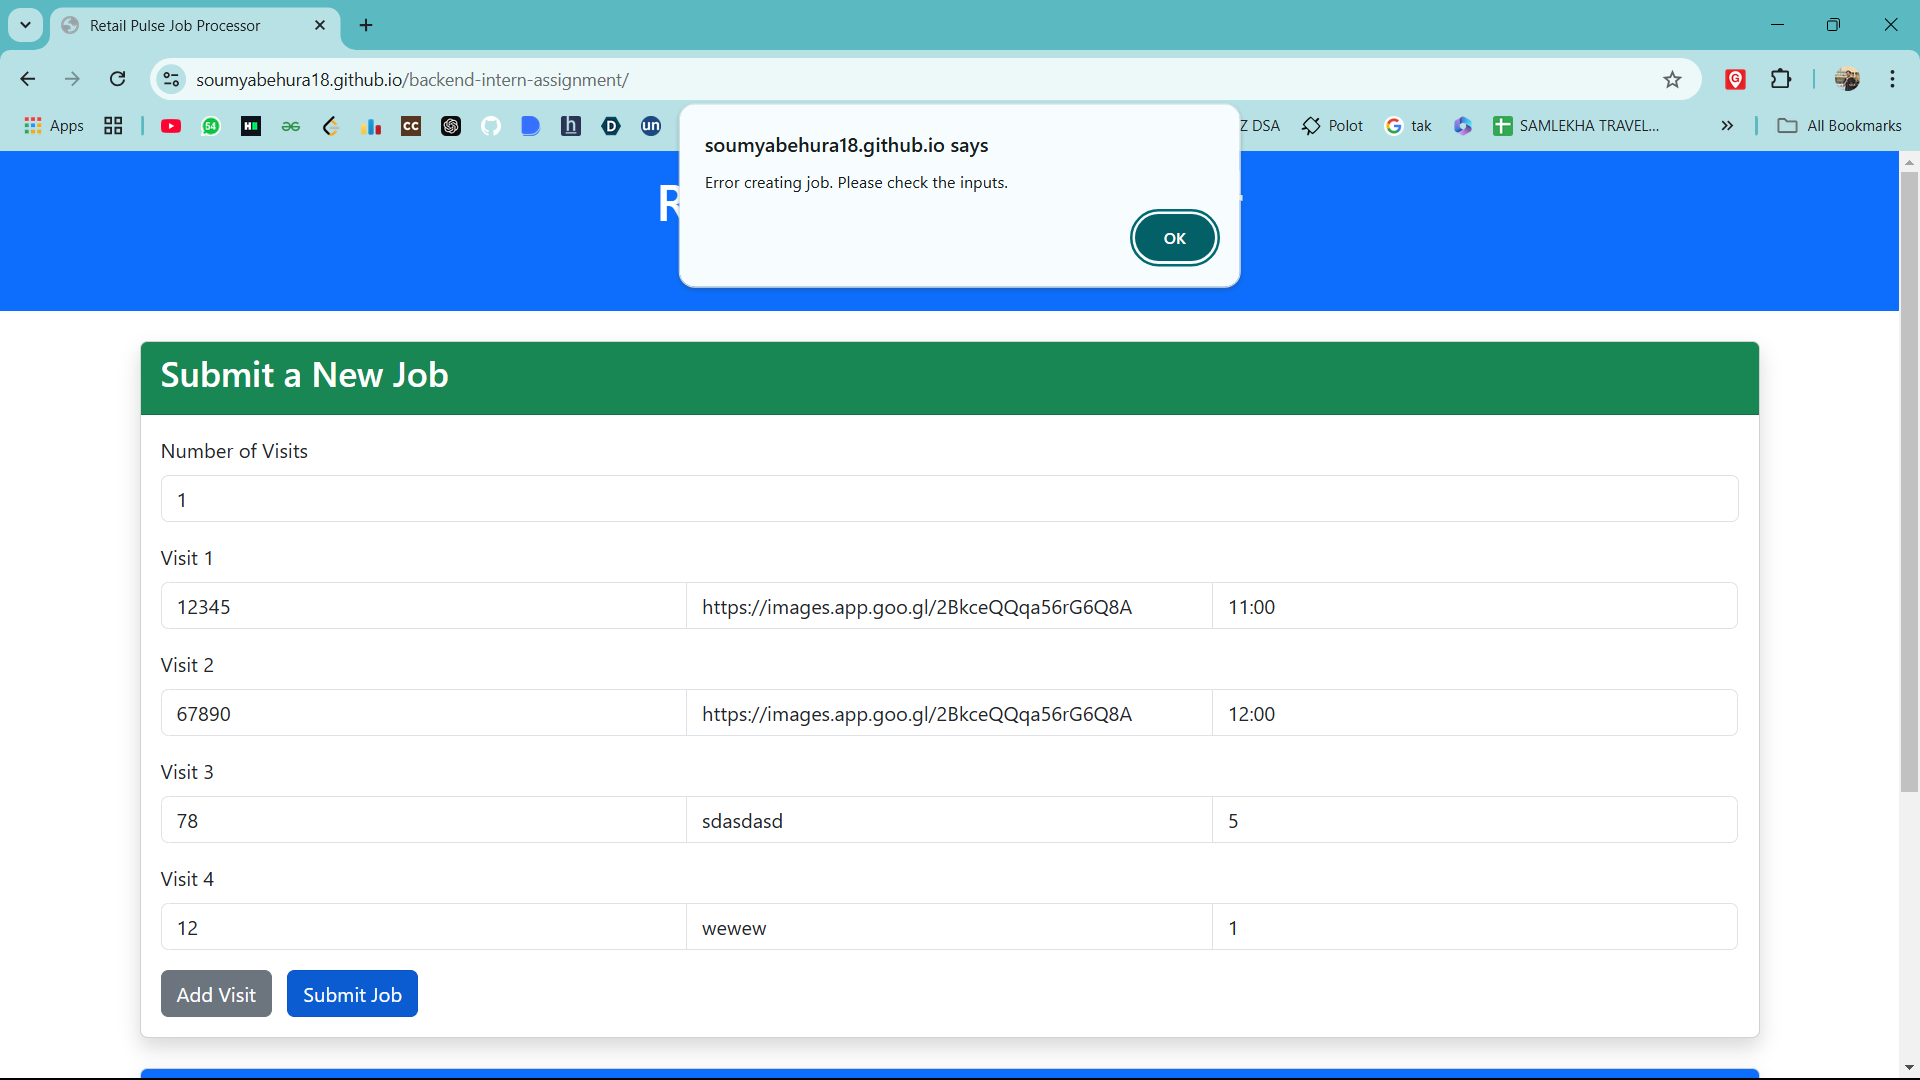 Retail Pulse Job Processor
soumyabehura18.github.io/backend-intern-assignment/
Apps
54
CC
h
D
un
Z DSA
Polot
tak
SAMLEKHA TRAVEL...
All Bookmarks
soumyabehura18.github.io says
Error creating job. Please check the inputs.
OK
R
Submit a New Job
Number of Visits
1
Visit 1
12345 https://images.app.goo.gl/2BkceQQqa56rG6Q8A 11:00
Visit 2
67890 https://images.app.goo.gl/2BkceQQqa56rG6Q8A 12:00
Visit 3
78 sdasdasd 5
Visit 4
12 wewew 1
Add Visit Submit Job